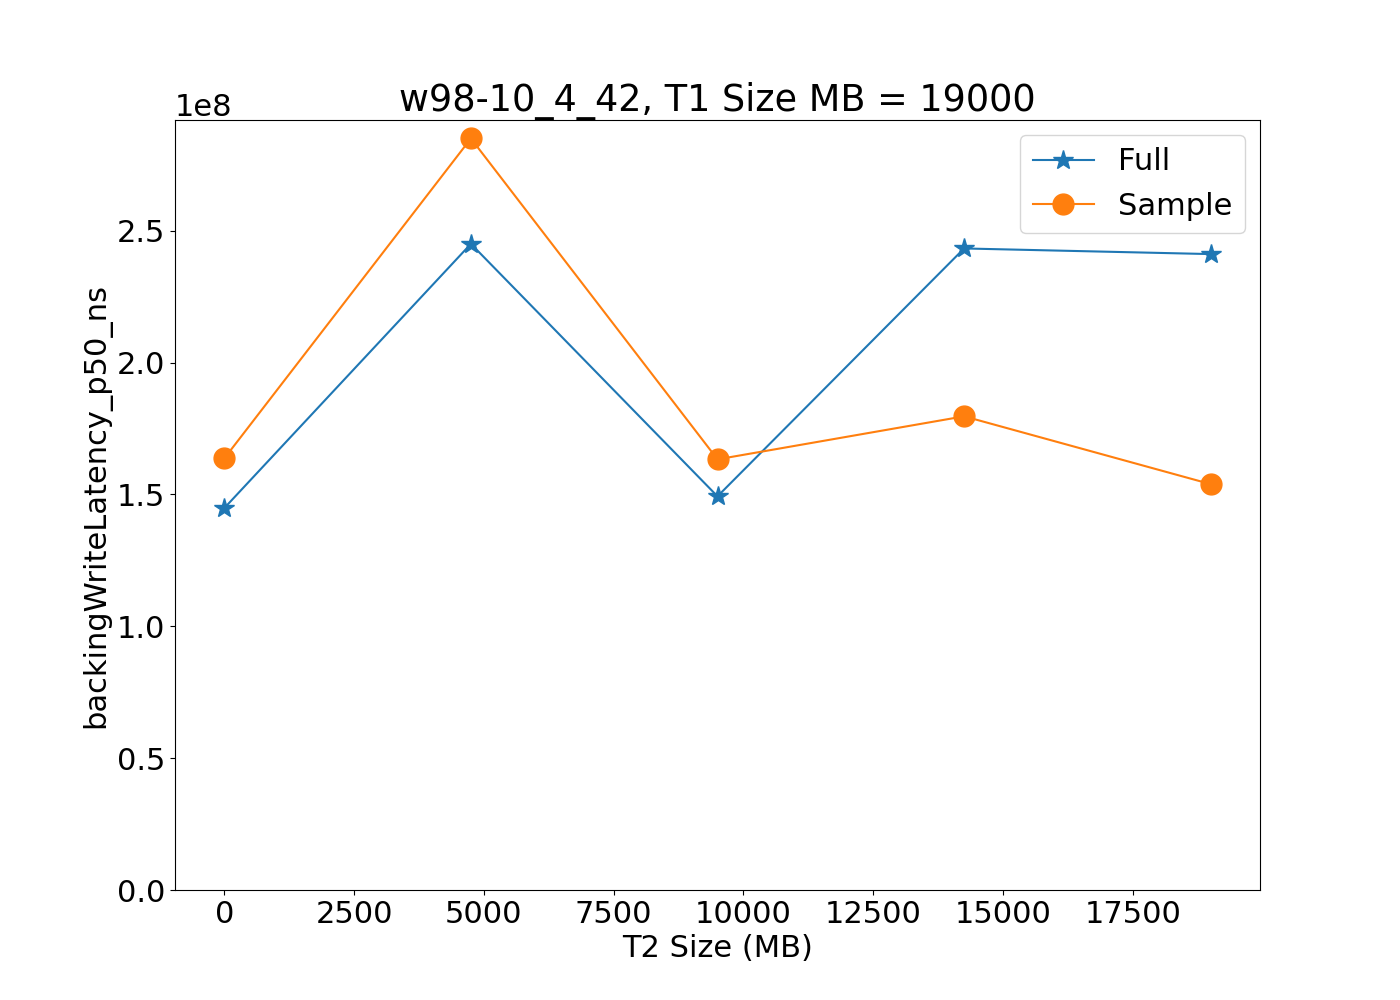 w98-10_4_42, T1 Size MB = 19000
1e8
Full
Sample
backingWriteLatency_p50_ns
2.5
2.0
1.5
1.0
0.5
0.0
0 2500 5000 7500 10000 12500 15000 17500
T2 Size (MB)